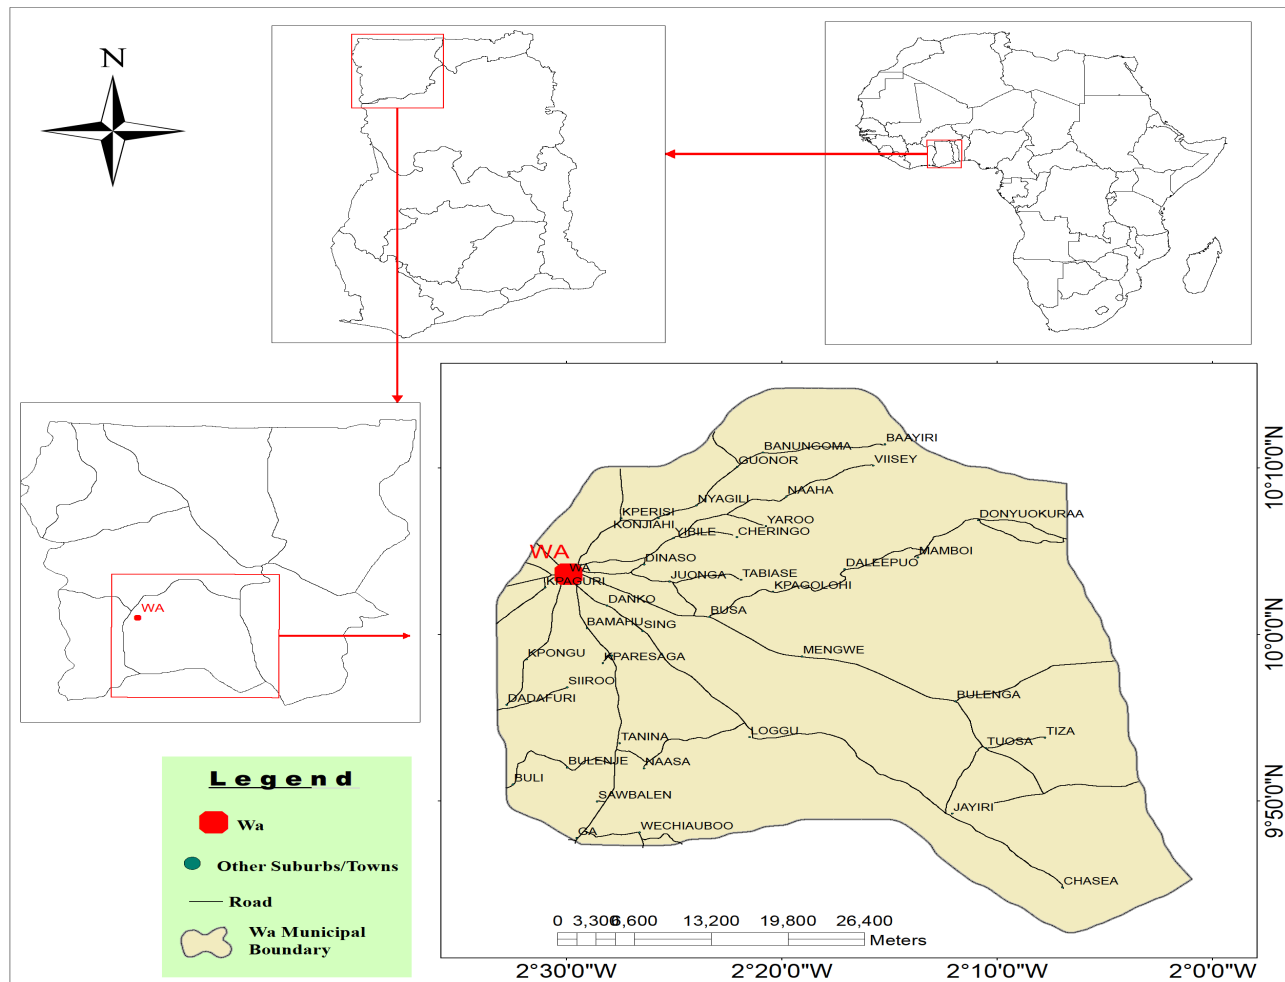 N
WA
BAAYIRI
BANUNGOMA
VIISEY
GUONOR
NAAHA
NYAGILI
KPERISI
DONYUOKURAA
KONJIAHI
YAROO
YIBILE
CHERINGO
MAMBOI
WA
DINASO
DALEEPUO
WA
JUONGA
TABIASE
KPAGURI
KPAGOLOHI
DANKO
BUSA
BAMAHU
SING
KPONGU
KPARESAGA
MENGWE
SIIROO
DADAFURI
BULENGA
TANINA
LOGGU
TIZA
TUOSA
BULENJE
NAASA
BULI
SAWBALEN
JAYIRI
GA
WECHIAUBOO
CHASEA
10°10'0"N
10°0'0"N
9°50'0"N
0 3,300 6,600 13,200 19,800 26,400
Meters
2°30'0"W 2°20'0"W 2°10'0"W 2°0'0"W
Legend
Wa
Other Suburbs/Towns
Road
Wa Municipal
Boundary